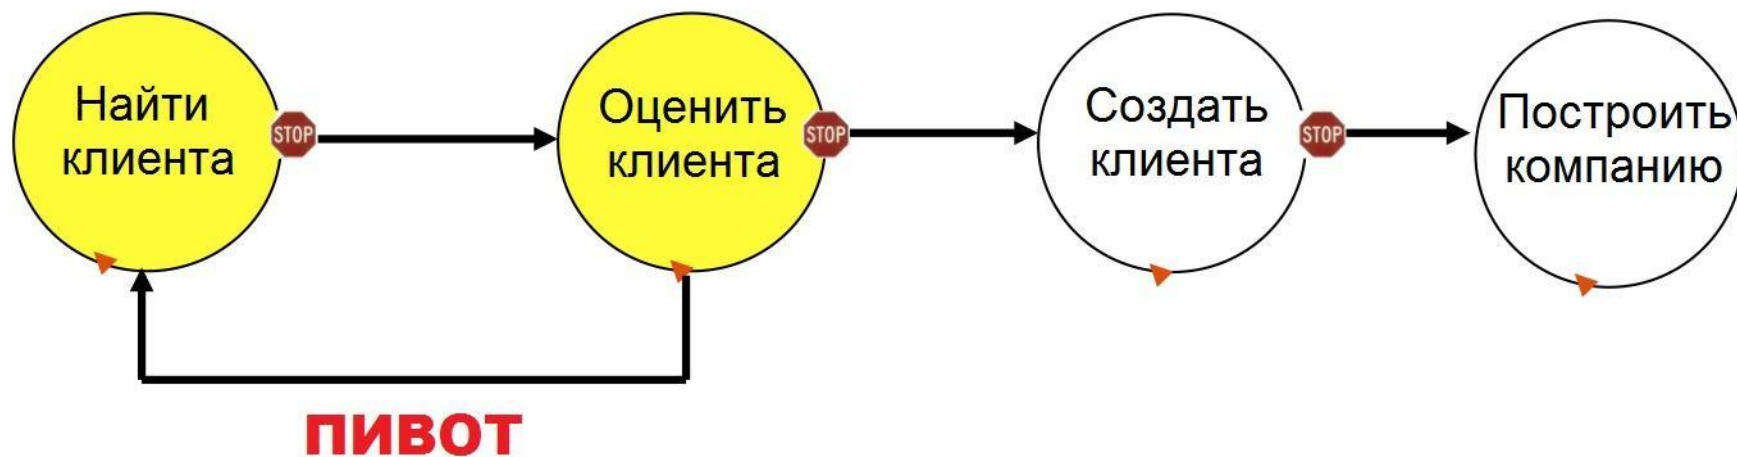 Найти
клиента
STOP
Оценить
клиента
STOP
Создать
клиента
STOP
Построить
компанию
ПИВОТ